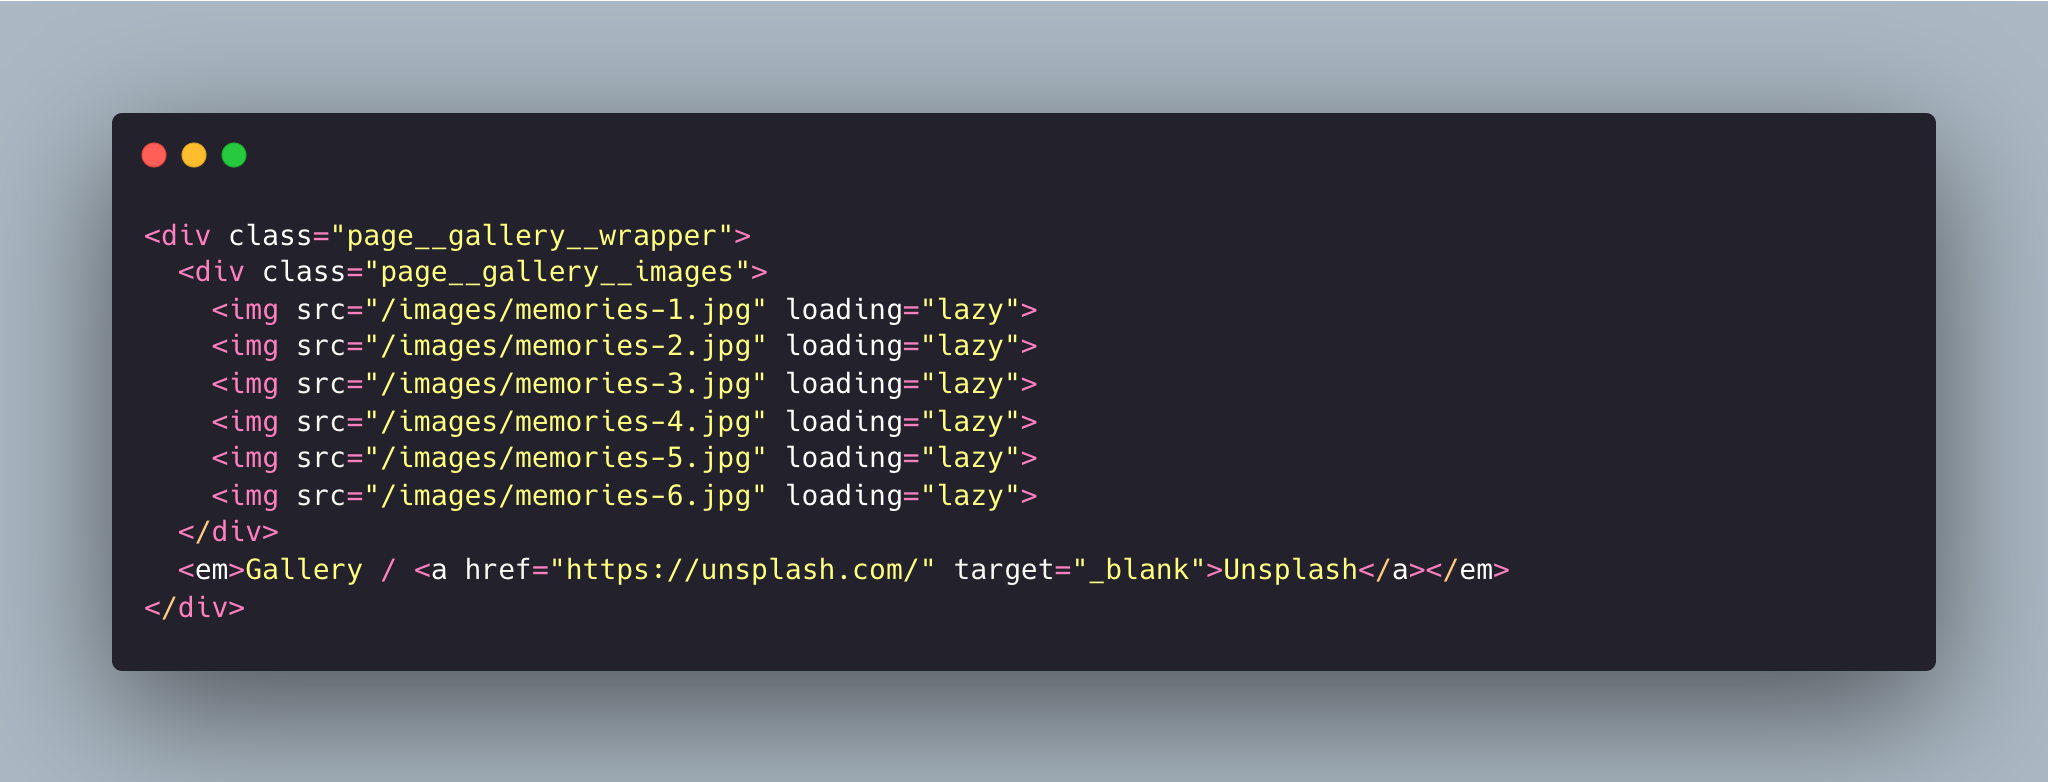 <div class="page__gallery__wrapper">
  <div class="page__gallery__images">
    <img src="/images/memories-1.jpg" loading="lazy">
    <img src="/images/memories-2.jpg" loading="lazy">
    <img src="/images/memories-3.jpg" loading="lazy">
    <img src="/images/memories-4.jpg" loading="lazy">
    <img src="/images/memories-5.jpg" loading="lazy">
    <img src="/images/memories-6.jpg" loading="lazy">
  </div>
  <em>Gallery / <a href="https://unsplash.com/" target="_blank">Unsplash</a></em>
</div>